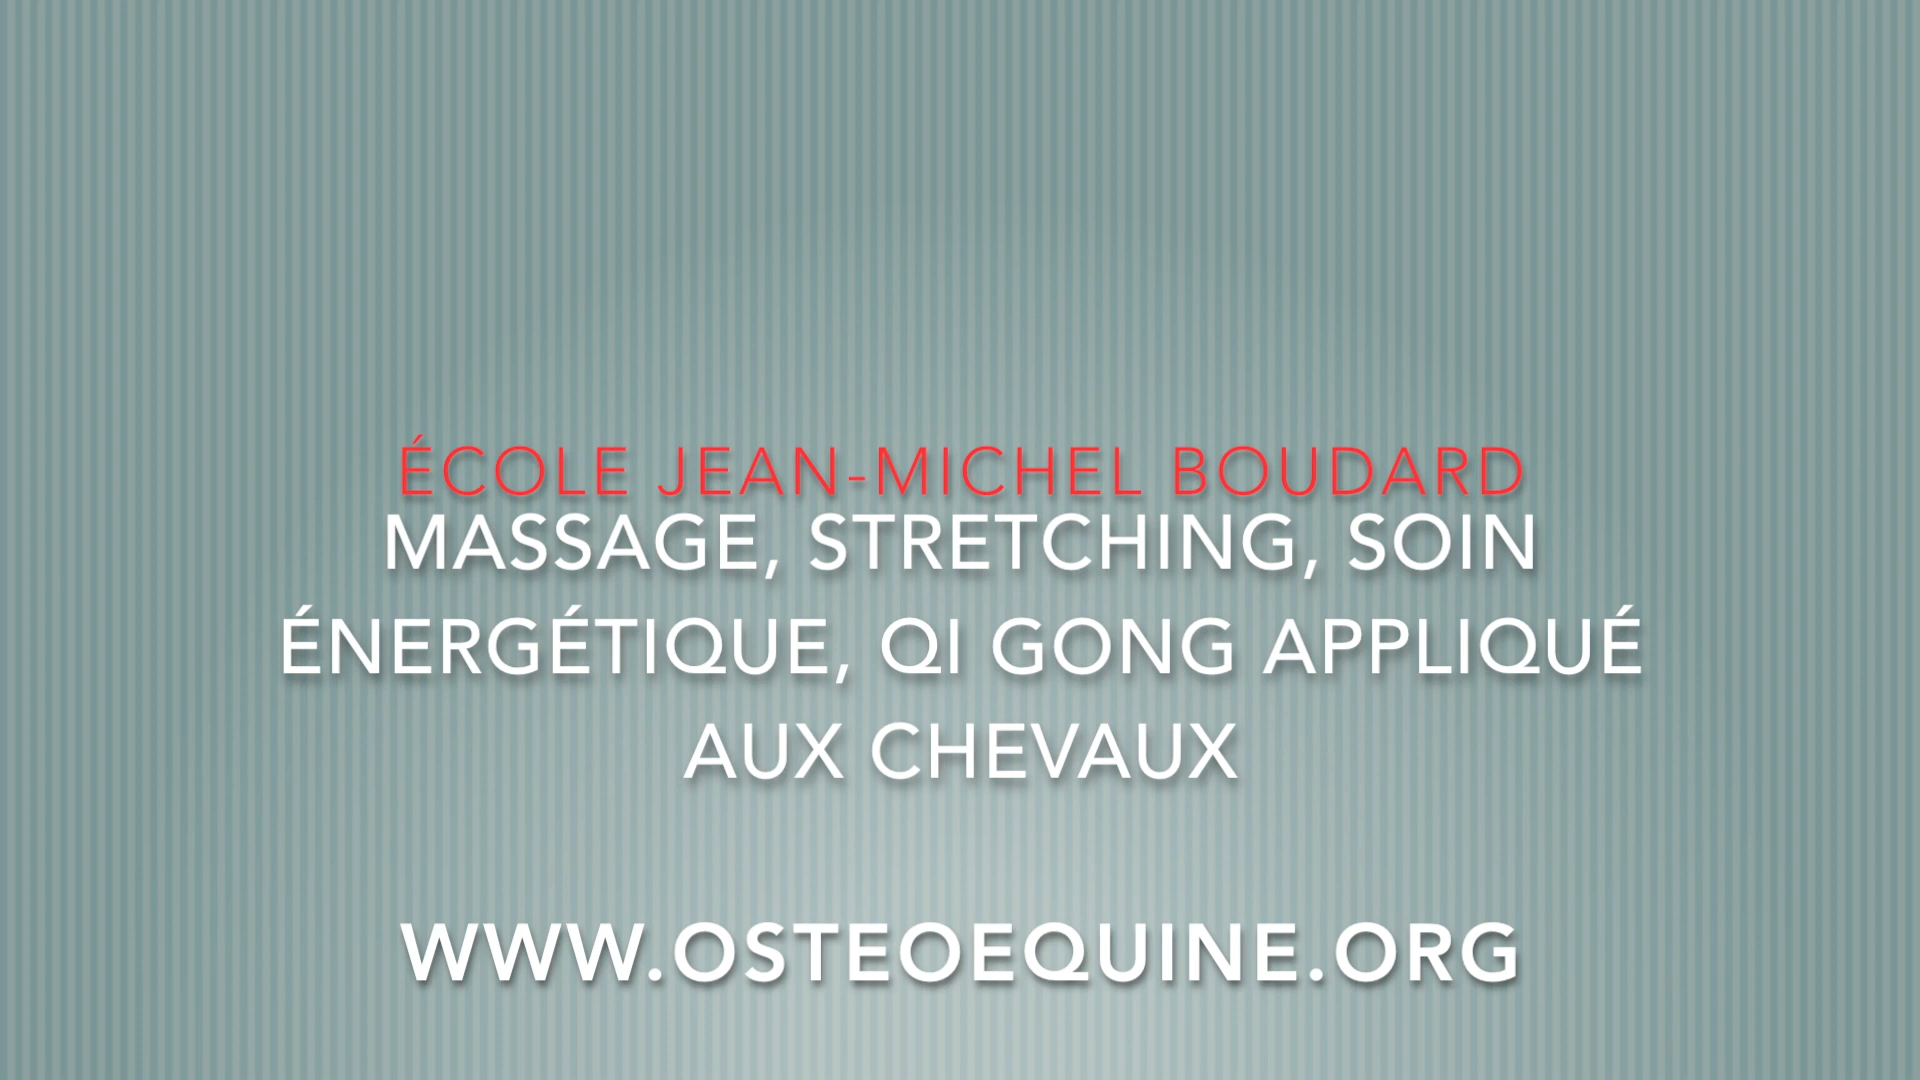 ÉCOLE JEAN-MICHEL BOUDARD
MASSAGE, STRETCHING, SOIN
ÉNERGÉTIQUE, QI GONG APPLIQUÉ
AUX CHEVAUX
WWW.OSTEOEQUINE.ORG